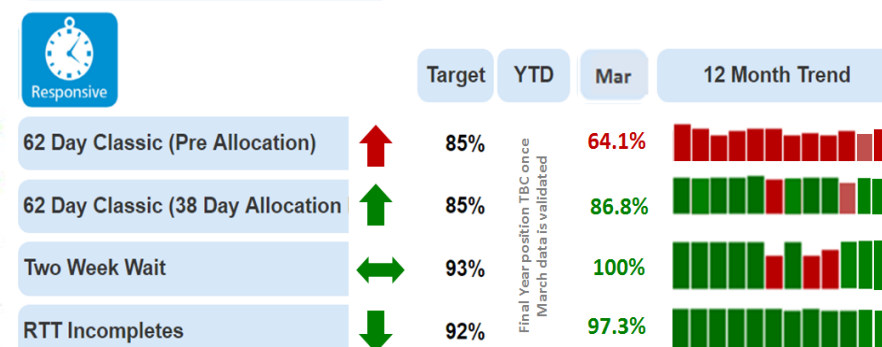 Responsive
Target YTD Mar 12 Month Trend
62 Day Classic (Pre Allocation) 85% 64.1%
62 Day Classic (38 Day Allocation 85% 86.8%
Two Week Wait 93% 100%
RTT Incompletes 92% 97.3%
Final Year position TBC once
March data is validated